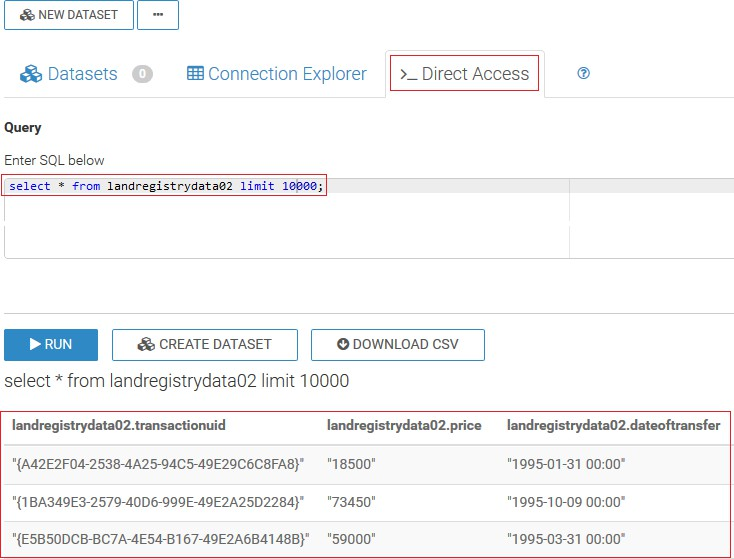 NEW DATASET ...
Datasets 0 Connection Explorer >_ Direct Access ?
Query
Enter SQL below
select * from landregistrydata02 limit 10000;
RUN CREATE DATASET DOWNLOAD CSV
select * from landregistrydata02 limit 10000
landregistrydata02.transactionuid landregistrydata02.price landregistrydata02.dateoftransfer
"{A42E2F04-2538-4A25-94C5-49E29C6C8FA8}" "18500" "1995-01-31 00:00"
"{1BA349E3-2579-40D6-999E-49E2A25D2284}" "73450" "1995-10-09 00:00"
"{E5B50DCB-BC7A-4E54-B167-49E2A6B4148B}" "59000" "1995-03-31 00:00"